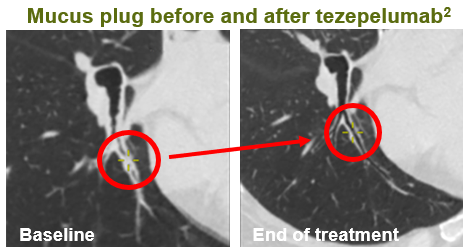 Mucus plug before and after tezepelumab²
Baseline
End of treatment